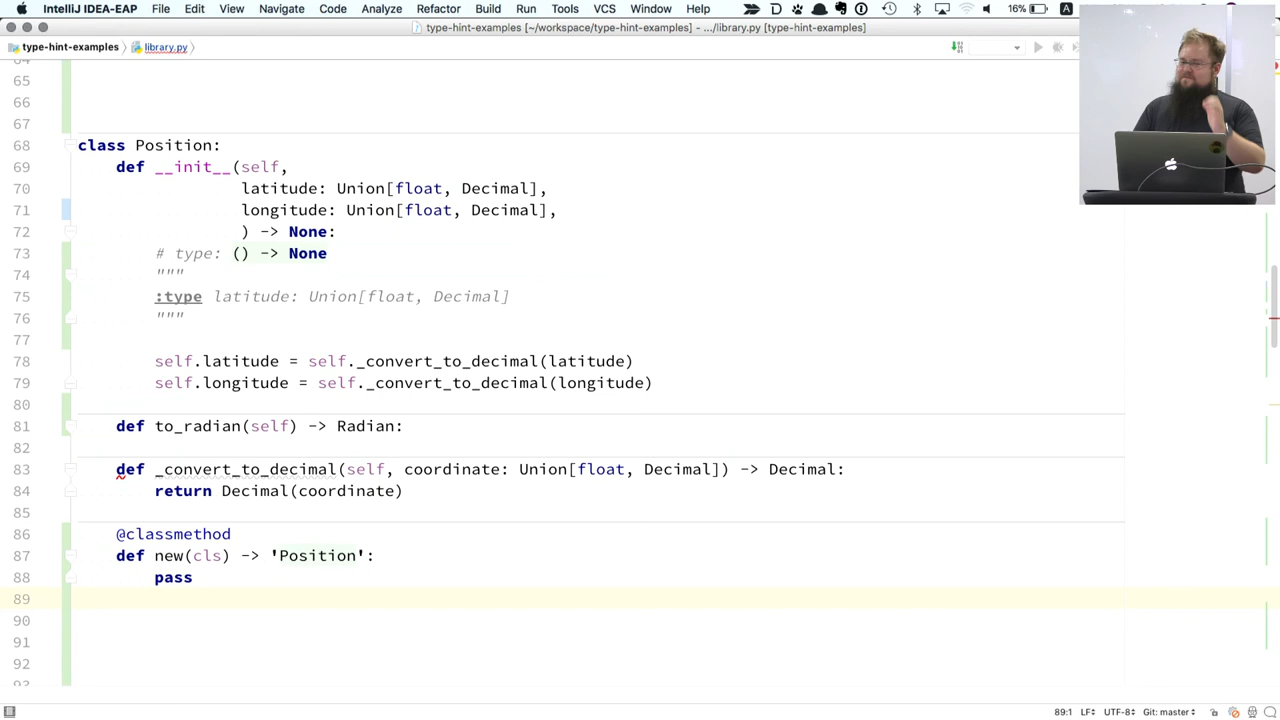 IntelliJ IDEA-EAP File Edit View Navigate Code Analyze Refactor Build Run Tools VCS Window Help 16%
type-hint-examples [~/workspace/type-hint-examples] - .../library.py [type-hint-examples]
type-hint-examples library.py
64
65
66
67
68 class Position:
69 def __init__(self,
70 latitude: Union[float, Decimal],
71 longitude: Union[float, Decimal],
72 ) -> None:
73 # type: () -> None
74 """
75 :type latitude: Union[float, Decimal]
76 """
77
78 self.latitude = self._convert_to_decimal(latitude)
79 self.longitude = self._convert_to_decimal(longitude)
80
81 def to_radian(self) -> Radian:
82
83 def _convert_to_decimal(self, coordinate: Union[float, Decimal]) -> Decimal:
84 return Decimal(coordinate)
85
86 @classmethod
87 def new(cls) -> 'Position':
88 pass
89
90
91
92
93
89:1 LF÷ UTF-8÷ Git: master÷